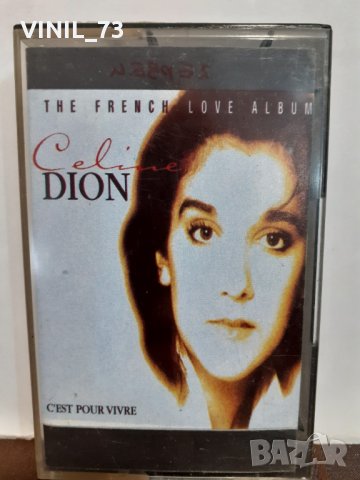 VINIL_73
THE FRENCH LOVE ALBUM
Celine
DION
C'EST POUR VIVRE
BAZAR